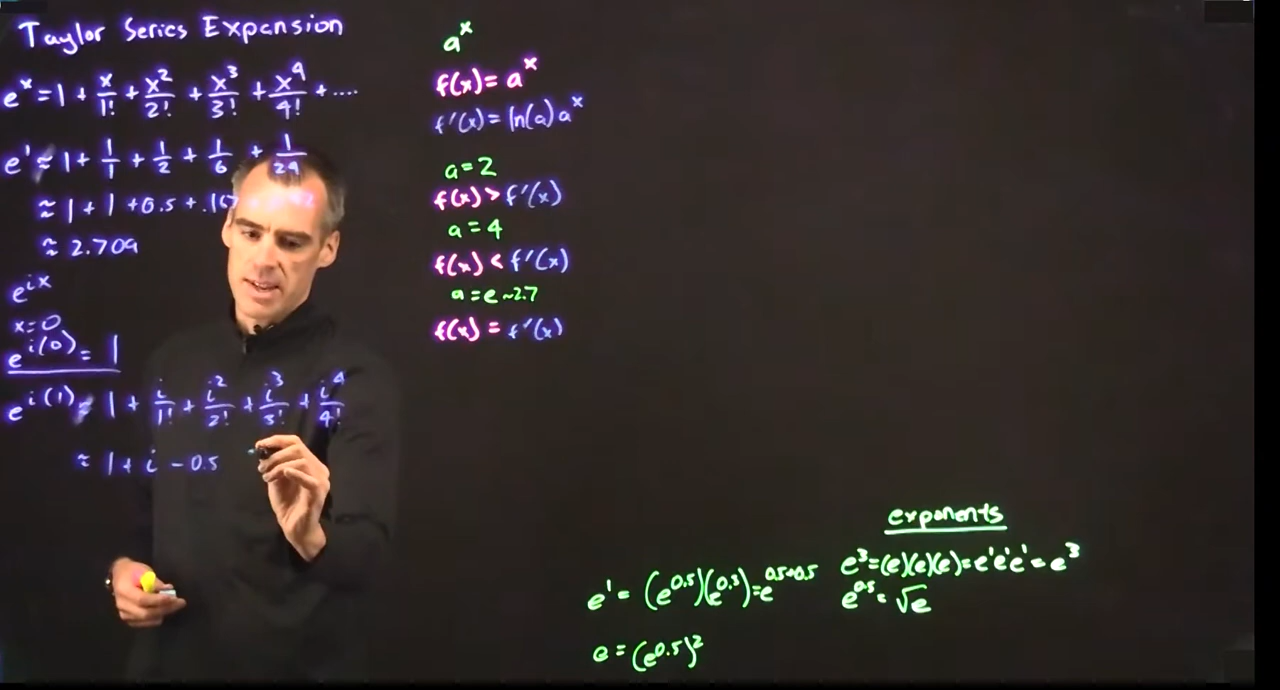 Taylor Series Expansion
e^x = 1 + x/1! + x^2/2! + x^3/3! + x^4/4! + ....
e^1 ≈ 1 + 1/1 + 1/2 + 1/6 + 1/24
≈ 1 + 1 + 0.5 + .167
≈ 2.709
e^ix
x=0
e^i(0) = 1
e^i(1) ≈ 1 + i/1! + i^2/2! + i^3/3! + i^4/4!
≈ 1 + i - 0.5
a^x
f(x) = a^x
f'(x) = ln(a) a^x
a = 2
f(x) > f'(x)
a = 4
f(x) < f'(x)
a = e ~2.7
f(x) = f'(x)
exponents
e^3 = (e)(e)(e) = e^1 e^1 e^1 = e^3
e^0.5 = √e
e^1 = (e^0.5)(e^0.5) = e^0.5+0.5
e = (e^0.5)^2